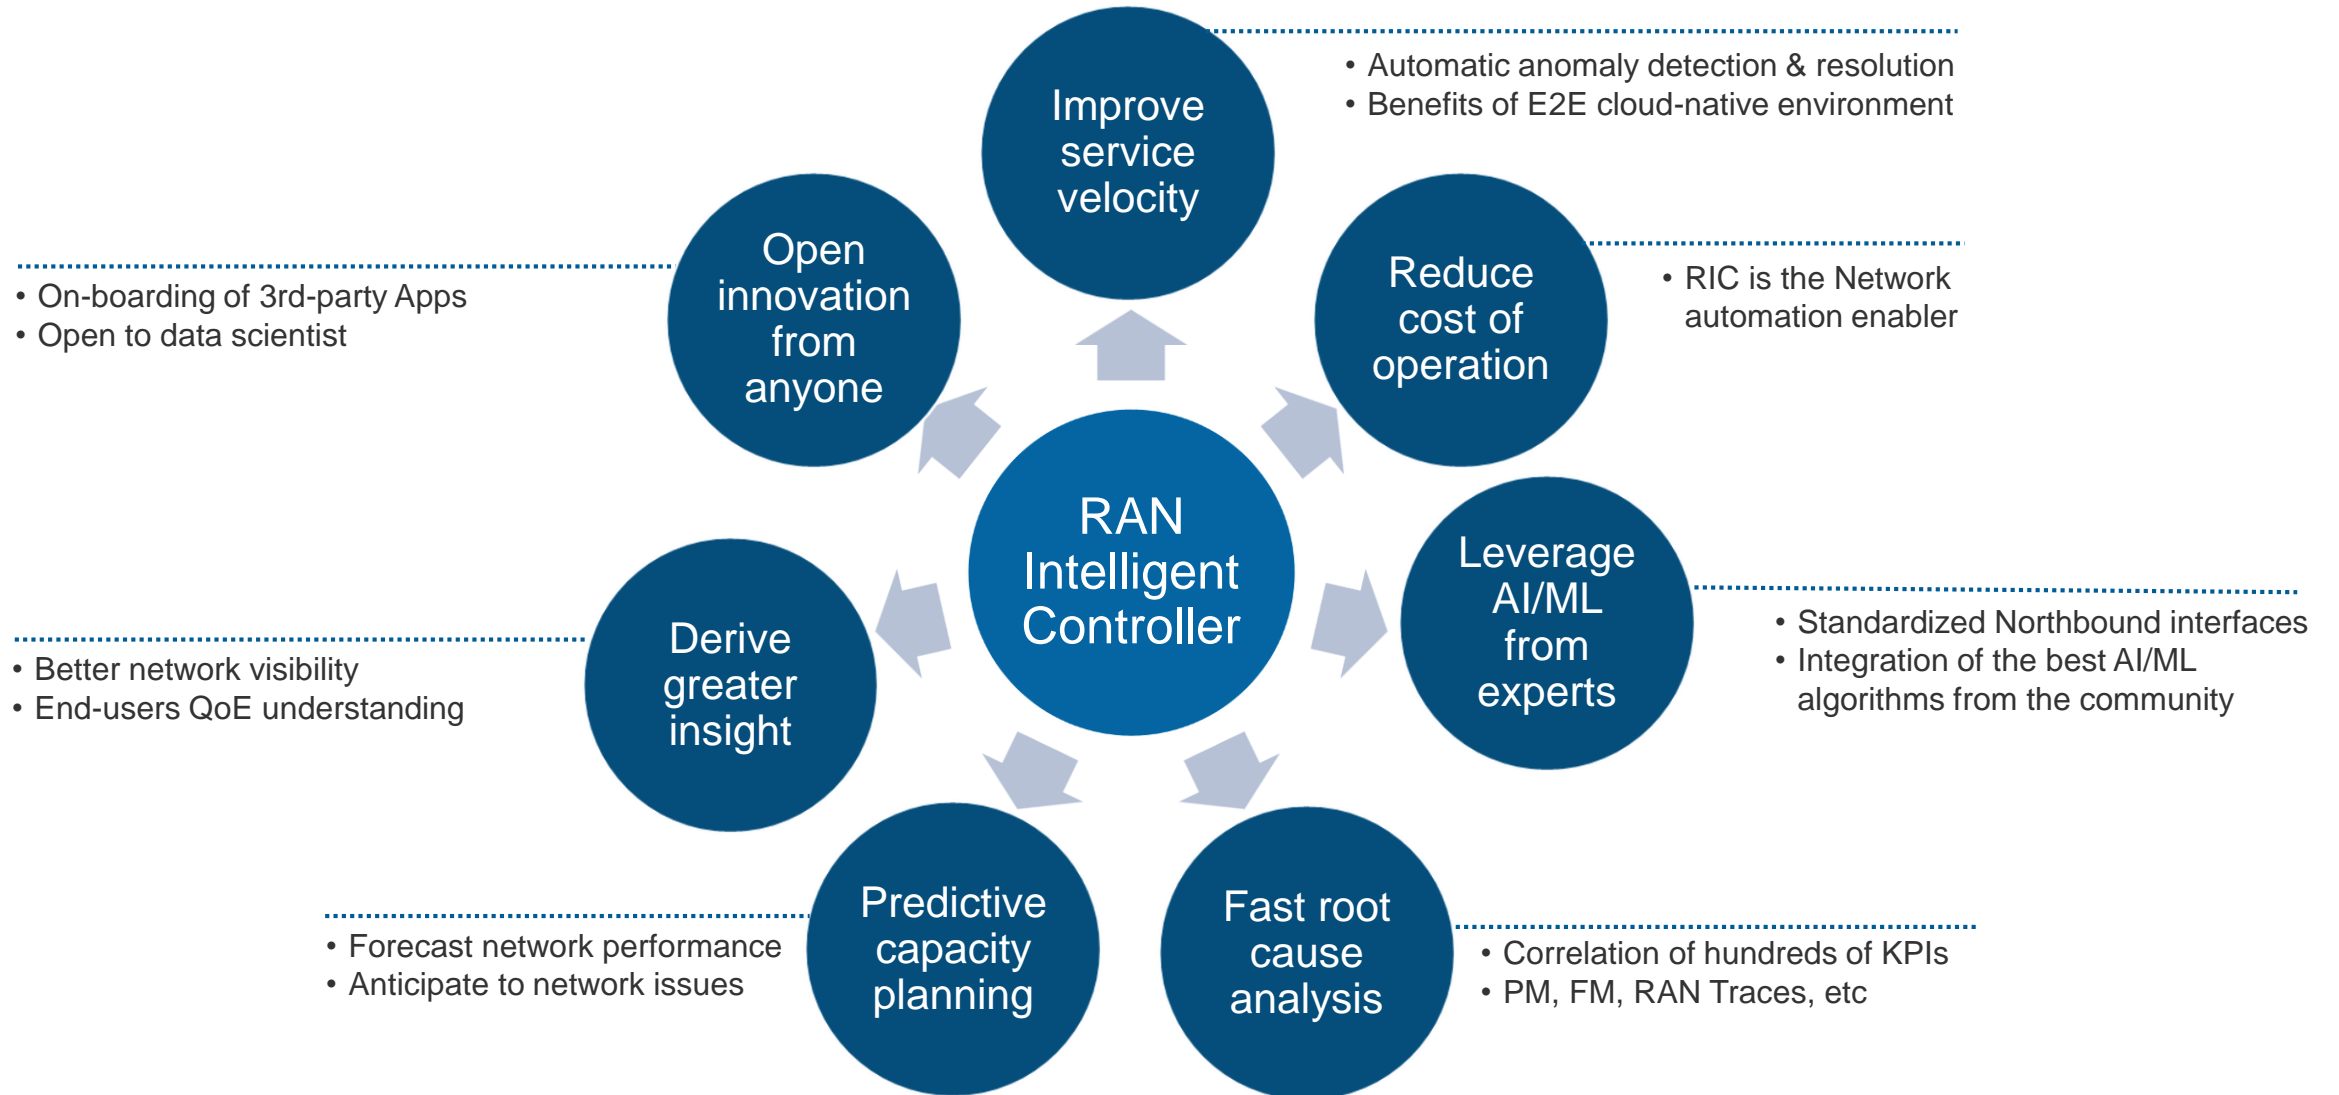 Improve
service
velocity
• Automatic anomaly detection & resolution
• Benefits of E2E cloud-native environment
Reduce
cost of
operation
• RIC is the Network
automation enabler
Leverage
AI/ML
from
experts
• Standardized Northbound interfaces
• Integration of the best AI/ML
algorithms from the community
Fast root
cause
analysis
• Correlation of hundreds of KPIs
• PM, FM, RAN Traces, etc
Predictive
capacity
planning
• Forecast network performance
• Anticipate to network issues
Derive
greater
insight
• Better network visibility
• End-users QoE understanding
Open
innovation
from
anyone
• On-boarding of 3rd-party Apps
• Open to data scientist
RAN
Intelligent
Controller